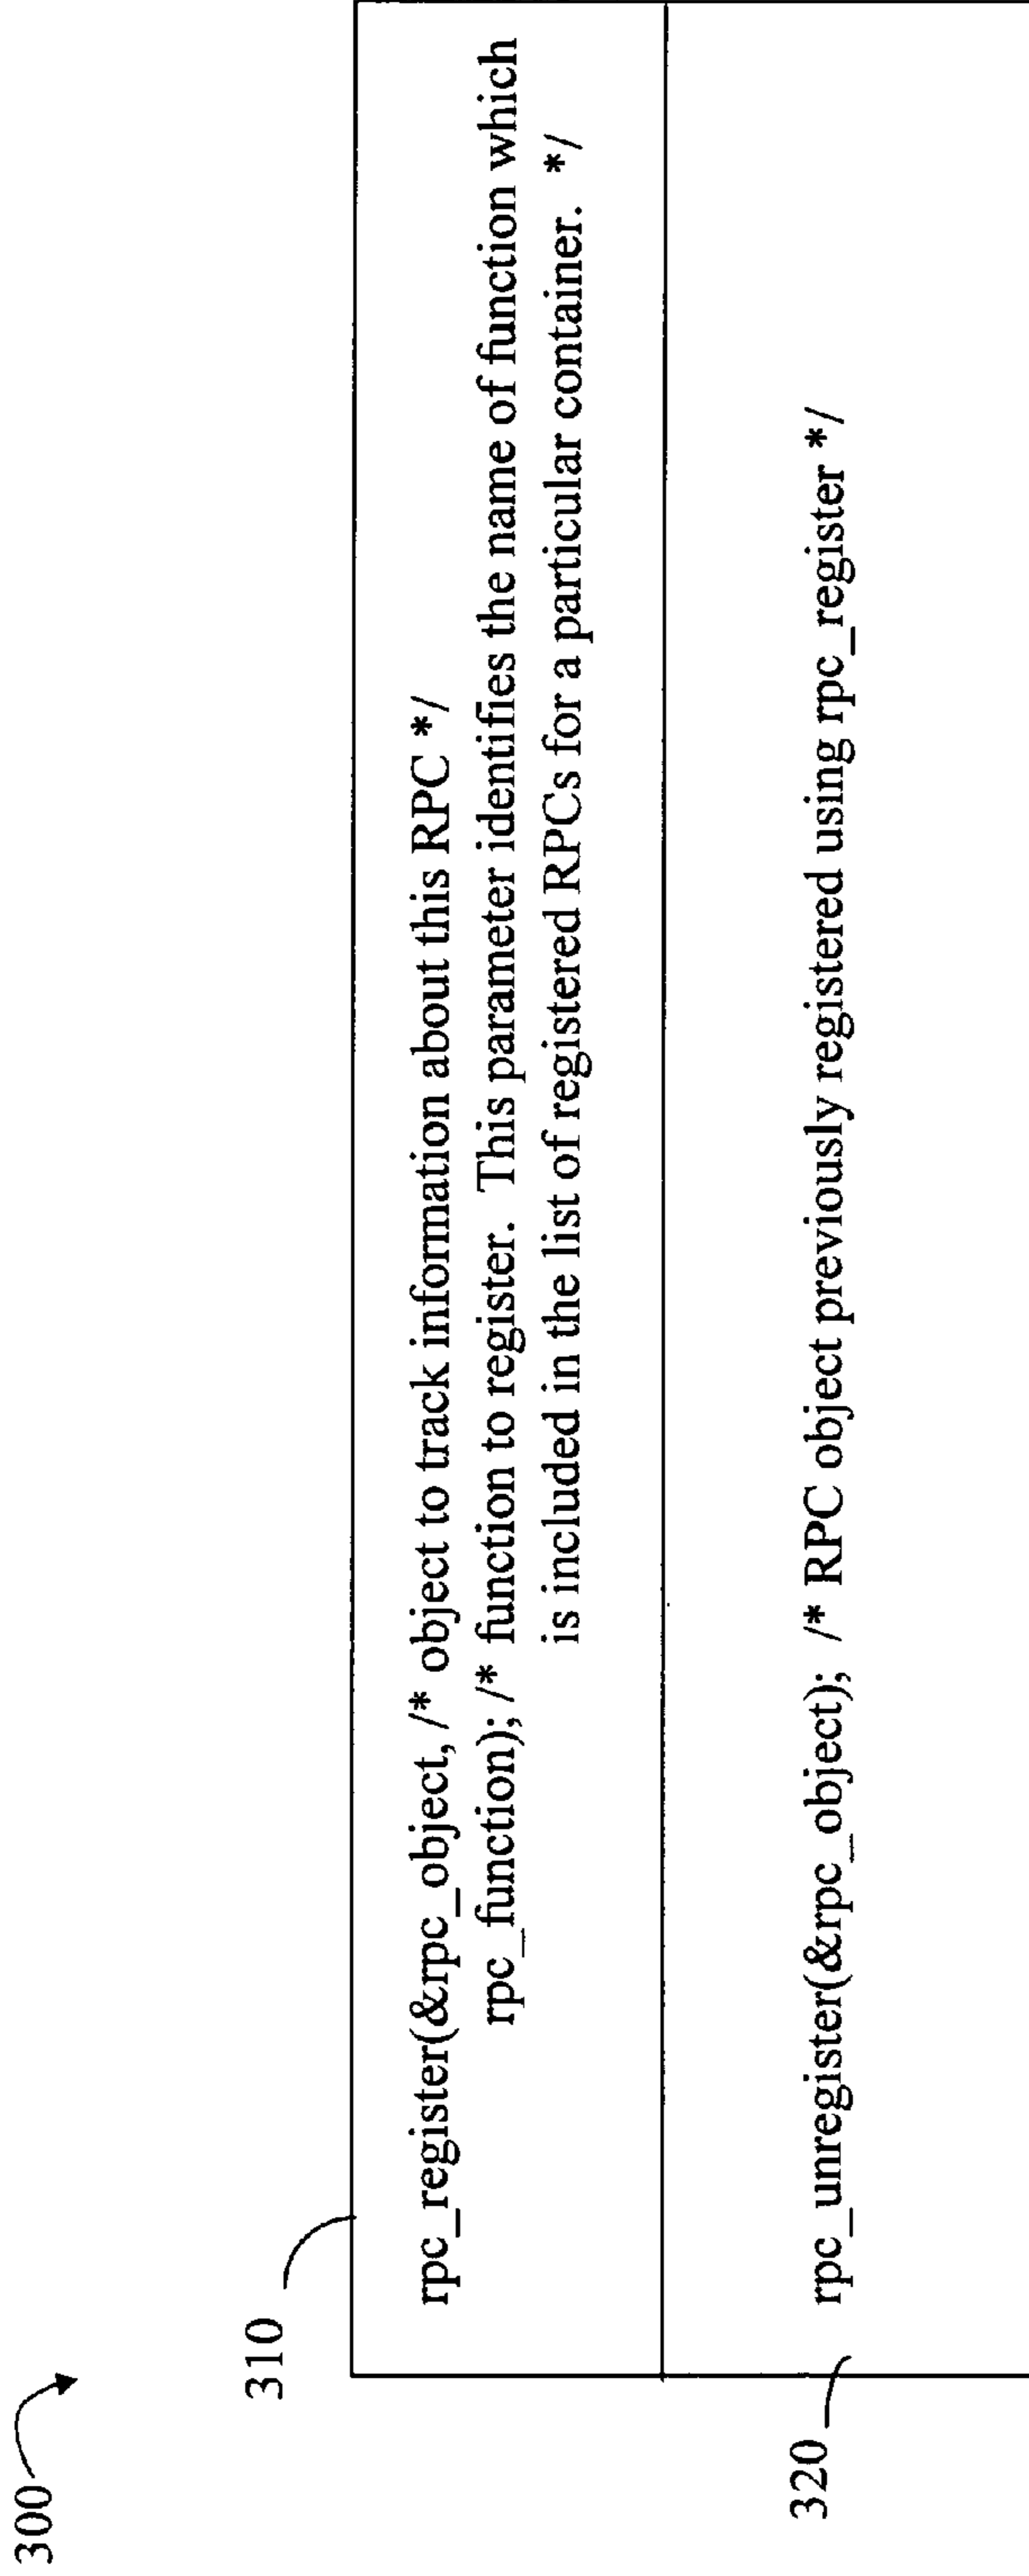 300
310
rpc_register(&rpc_object, /* object to track information about this RPC */
rpc_function); /* function to register. This parameter identifies the name of function which
is included in the list of registered RPCs for a particular container. */
320
rpc_unregister(&rpc_object); /* RPC object previously registered using rpc_register */